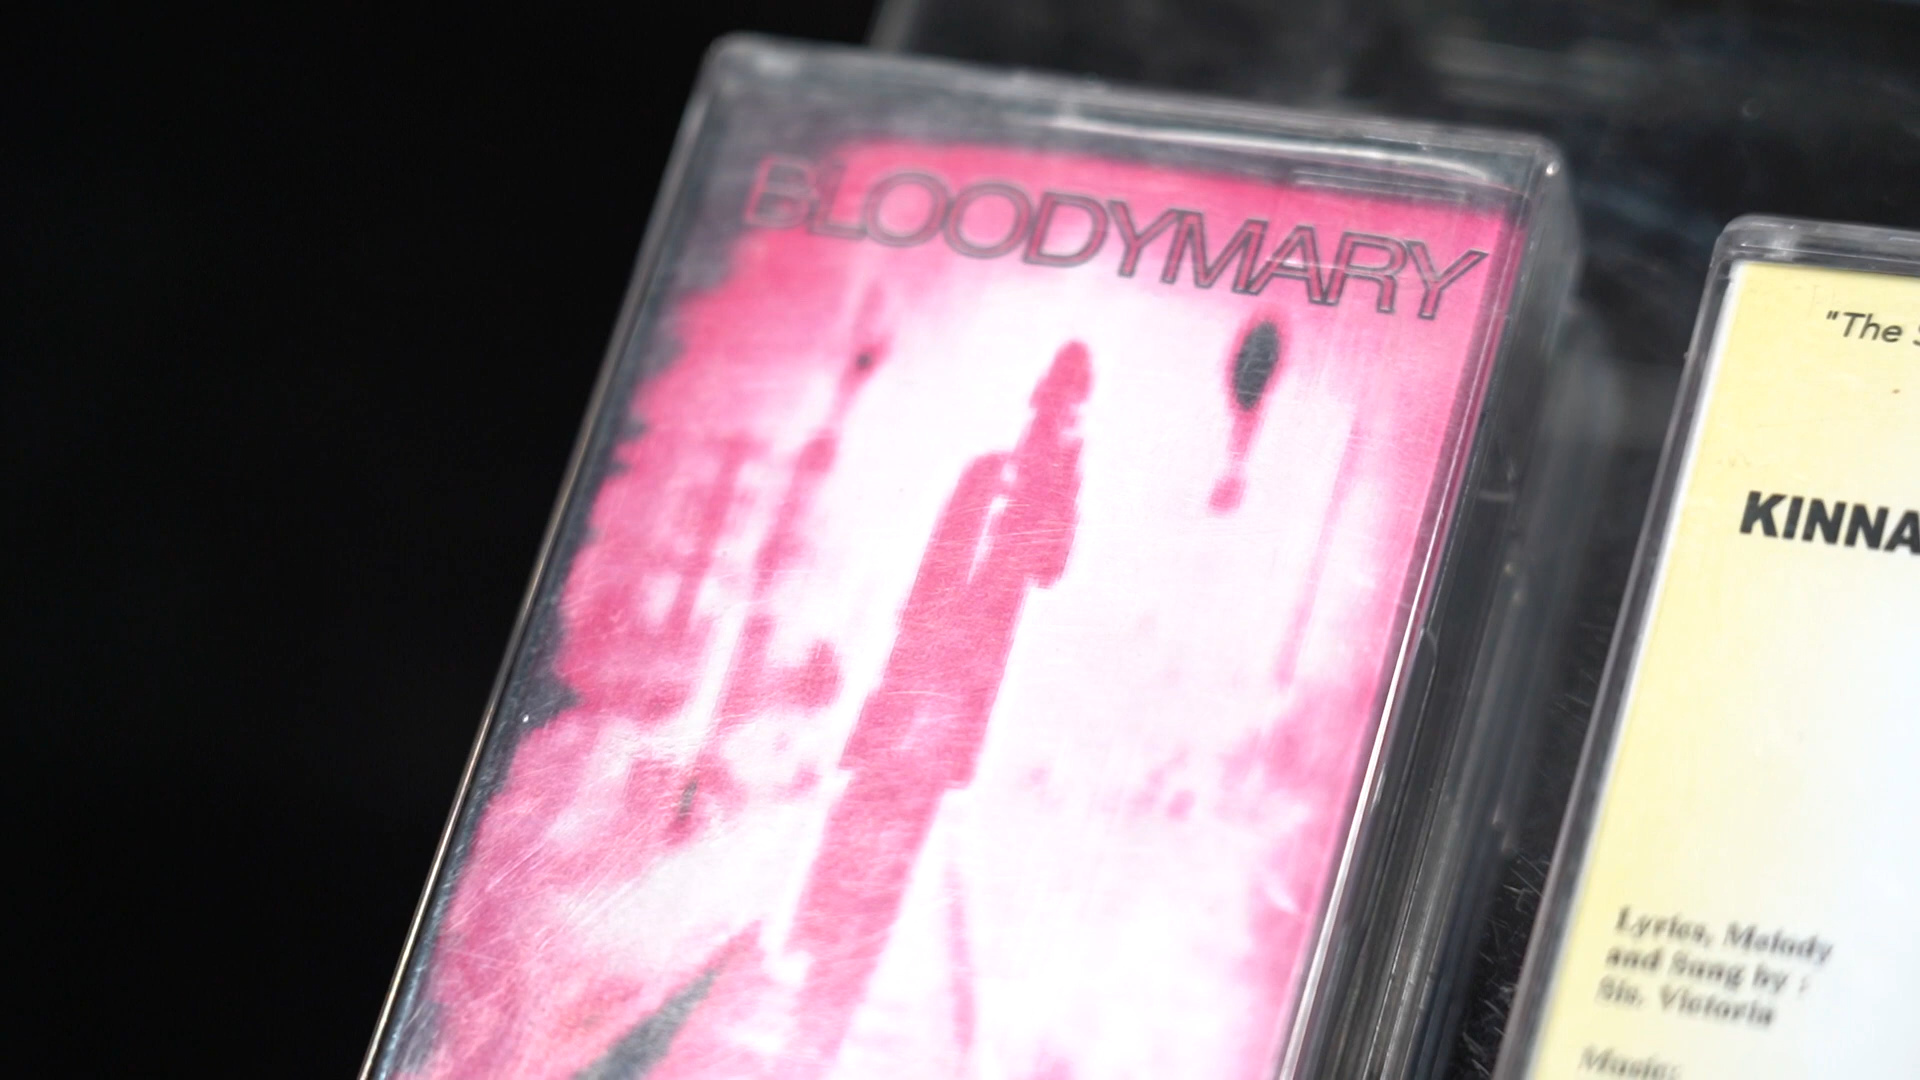 BLOODYMARY
"The
KINNA
Lyrics, Melody
and Sung by :
Sis. Victoria
Music: